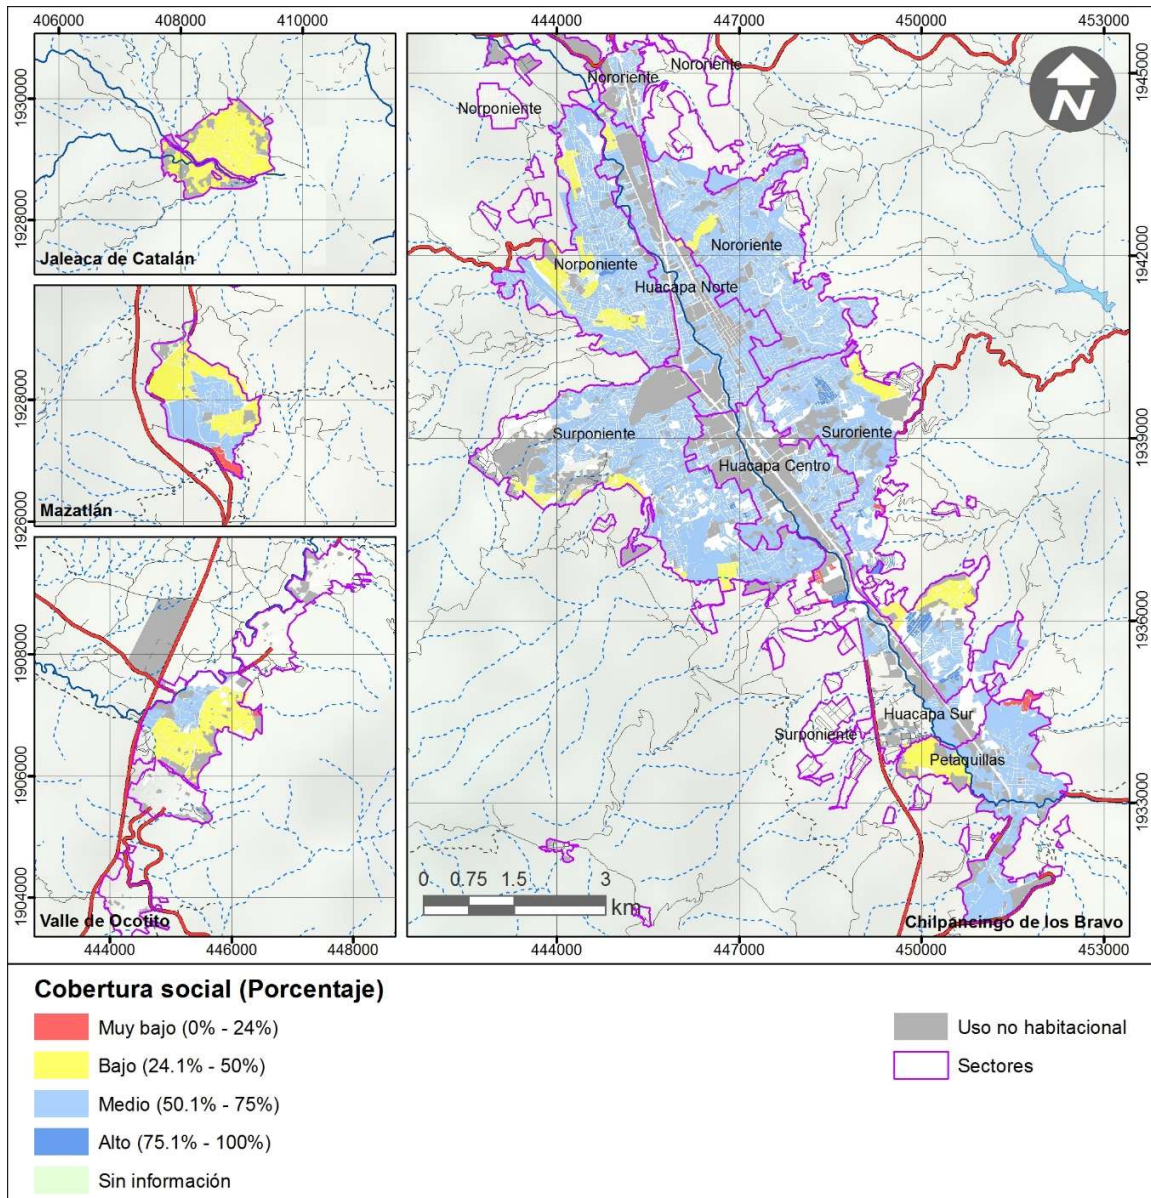 406000 408000 410000
1930000
1928000
Jaleaca de Catalán
1928000
1926000
Mazatlán
1908000
1906000
1904000
Valle de Ocotito
444000 446000 448000
4444000 447000 4500000 453000
1945000
1942000
1939000
1936000
1933000
N
Nororiente
Nororiente
Norponiente
Nororiente
Norponiente
Huacapa Norte
Surponiente
Suroriente
Huacapa Centro
Huacapa Sur
Surponiente
Petaquillas
0 0.75 1.5 3
km
Chilpancingo de los Bravo
4444000 447000 4500000 453000
Cobertura social (Porcentaje)
Muy bajo (0% - 24%)
Bajo (24.1% - 50%)
Medio (50.1% - 75%)
Alto (75.1% - 100%)
Sin información
Uso no habitacional
Sectores